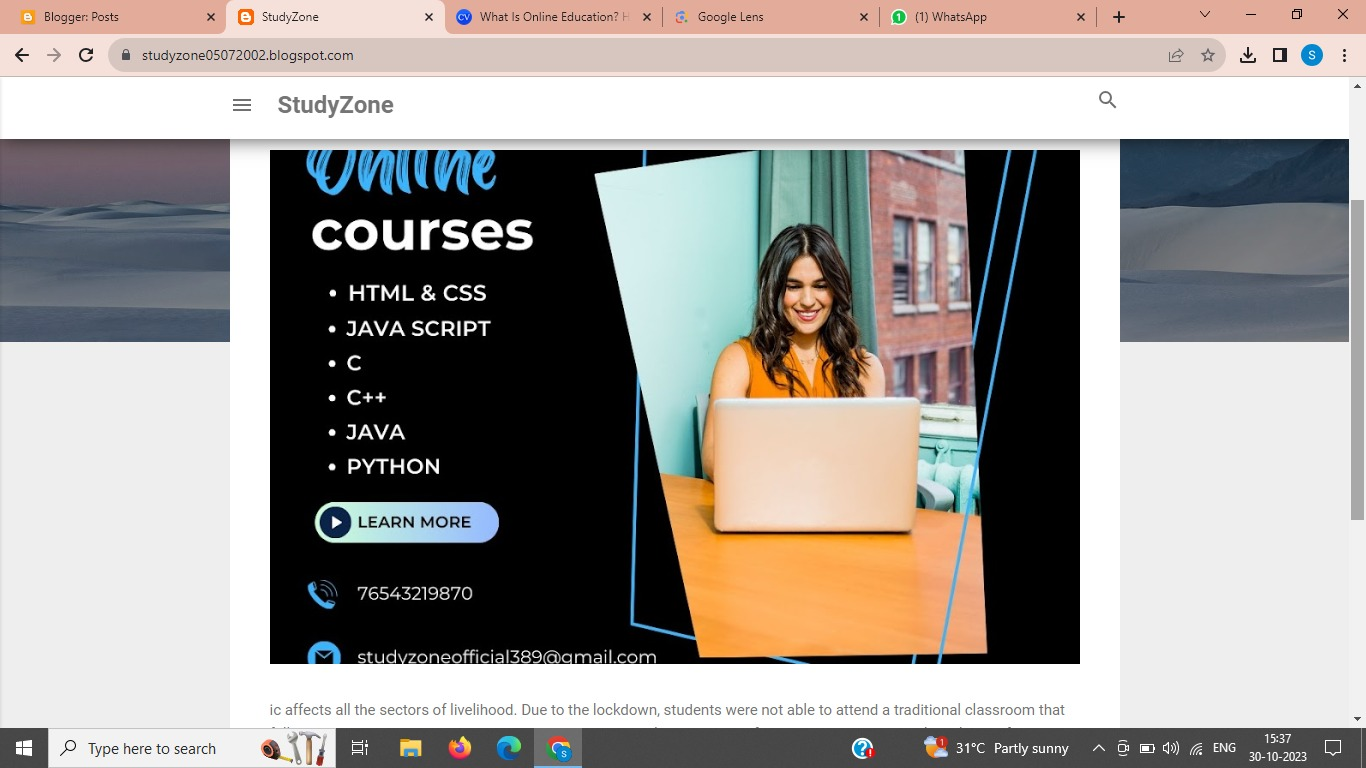 Blogger: Posts
StudyZone
What Is Online Education? H
Google Lens
(1) WhatsApp
studyzone05072002.blogspot.com
S
StudyZone
Online
courses
• HTML & CSS
• JAVA SCRIPT
• C
• C++
• JAVA
• PYTHON
LEARN MORE
76543219870
studyzoneofficial389@gmail.com
ic affects all the sectors of livelihood. Due to the lockdown, students were not able to attend a traditional classroom that
Type here to search
31°C Partly sunny
ENG
15:37
30-10-2023